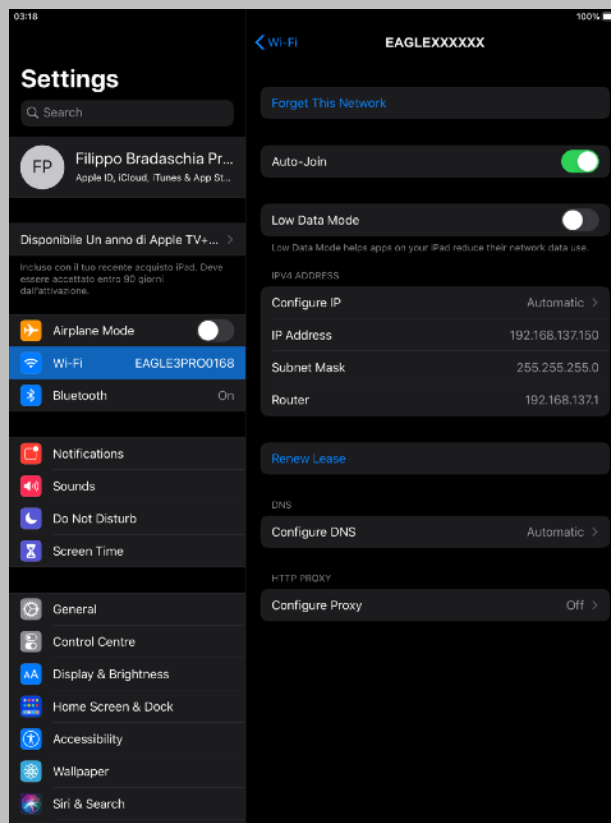 03:18
100%
Settings
Search
FP
Filippo Bradaschia Pr...
Apple ID, iCloud, iTunes & App St...
Disponibile Un anno di Apple TV+...
Incluso con il tuo recente acquisto iPad. Deve
essere accettato entro 90 giorni
dall'attivazione.
Airplane Mode
Wi-Fi EAGLE3PRO0168
Bluetooth On
Notifications
Sounds
Do Not Disturb
Screen Time
General
Control Centre
AA Display & Brightness
Home Screen & Dock
Accessibility
Wallpaper
Siri & Search
Wi-Fi
EAGLEXXXXXX
Forget This Network
Auto-Join
Low Data Mode
Low Data Mode helps apps on your iPad reduce their network data use.
IPV4 ADDRESS
Configure IP Automatic
IP Address 192.168.137.150
Subnet Mask 255.255.255.0
Router 192.168.137.1
Renew Lease
DNS
Configure DNS Automatic
HTTP PROXY
Configure Proxy Off